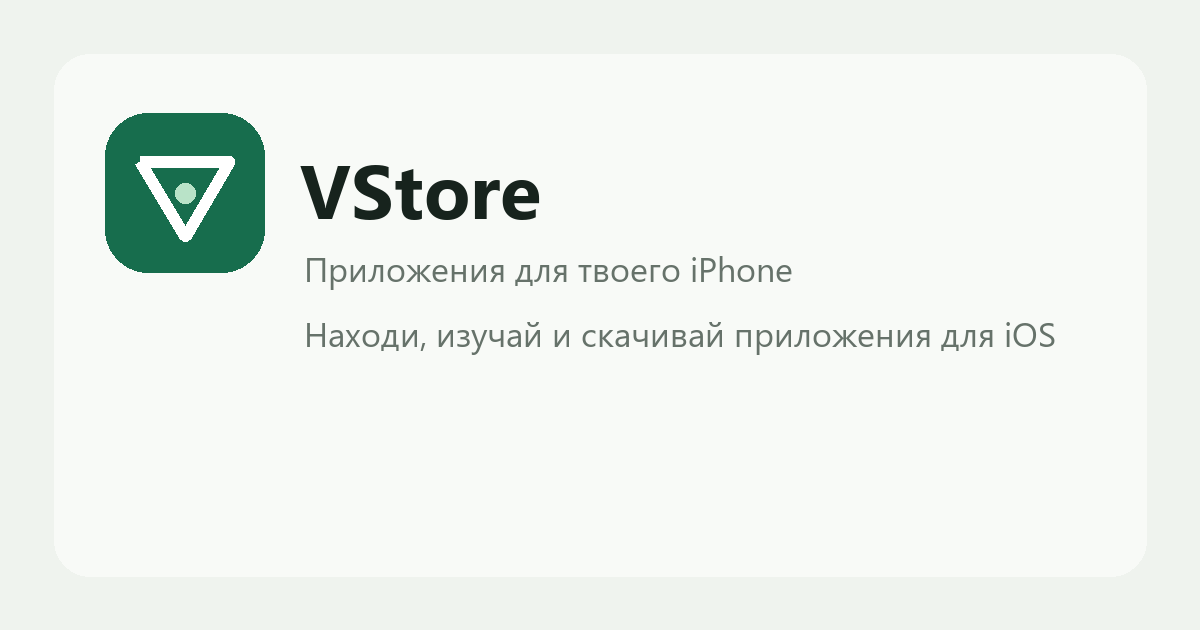 VStore
Приложения для твоего iPhone
Находи, изучай и скачивай приложения для iOS